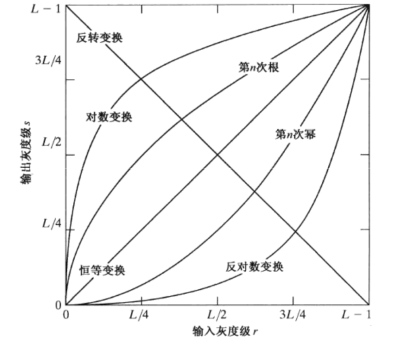 L-1
反转变换
3L/4
第n次根
对数变换
输出灰度级s
L/2
第n次幂
L/4
恒等变换
反对数变换
0
0
L/4
L/2
3L/4
L-1
输入灰度级r